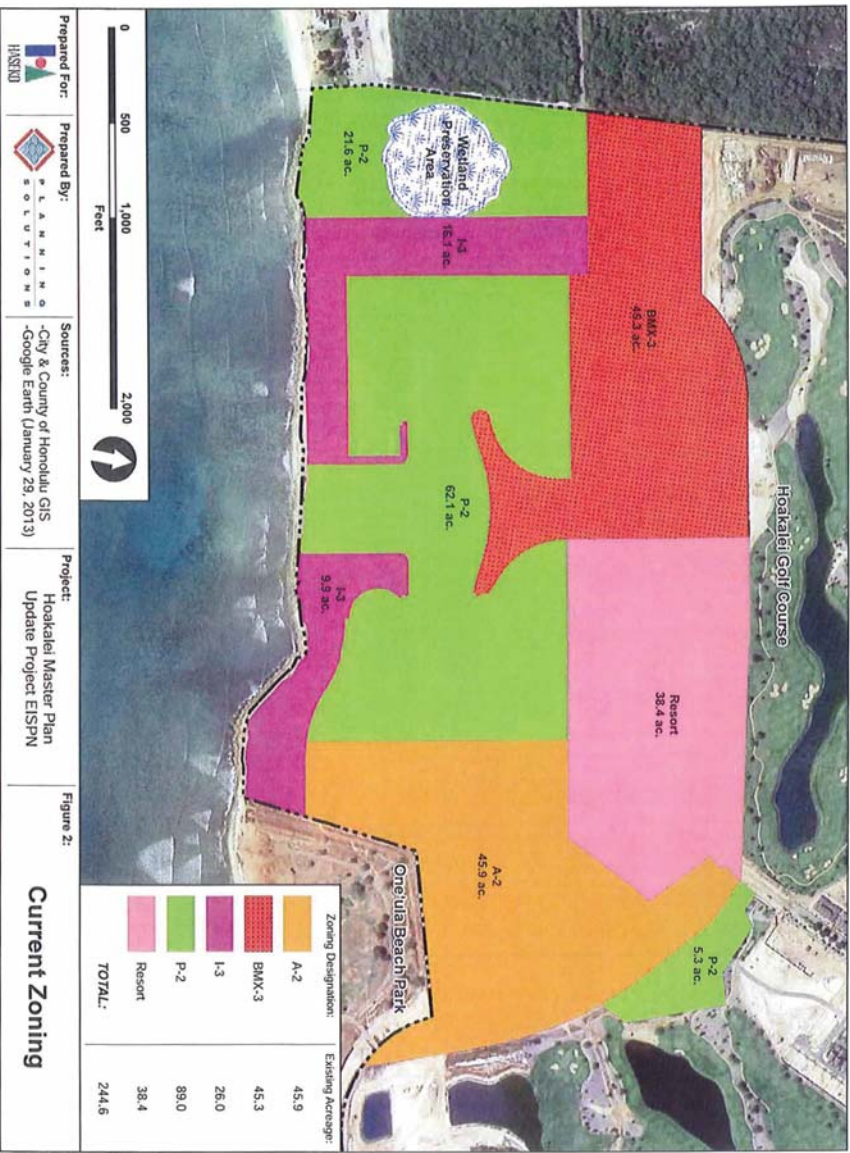 Hoakalei Golf Course
BMX-3
45.3 ac.
Resort
38.4 ac.
P-2
5.3 ac.
Wetland
Preservation
Area
P-2
21.6 ac.
I-3
16.1 ac.
P-2
62.1 ac.
A-2
45.9 ac.
I-3
9.9 ac.
One'ula Beach Park
Zoning Designation: Existing Acreage:
A-2 45.9
BMX-3 45.3
I-3 26.0
P-2 89.0
Resort 38.4
TOTAL: 244.6
0 500 1,000 2,000
Feet
Prepared For:
HASEKO
Prepared By:
PLANNING
SOLUTIONS
Sources:
-City & County of Honolulu GIS
-Google Earth (January 29, 2013)
Project:
Hoakalei Master Plan
Update Project EISPN
Figure 2:
Current Zoning